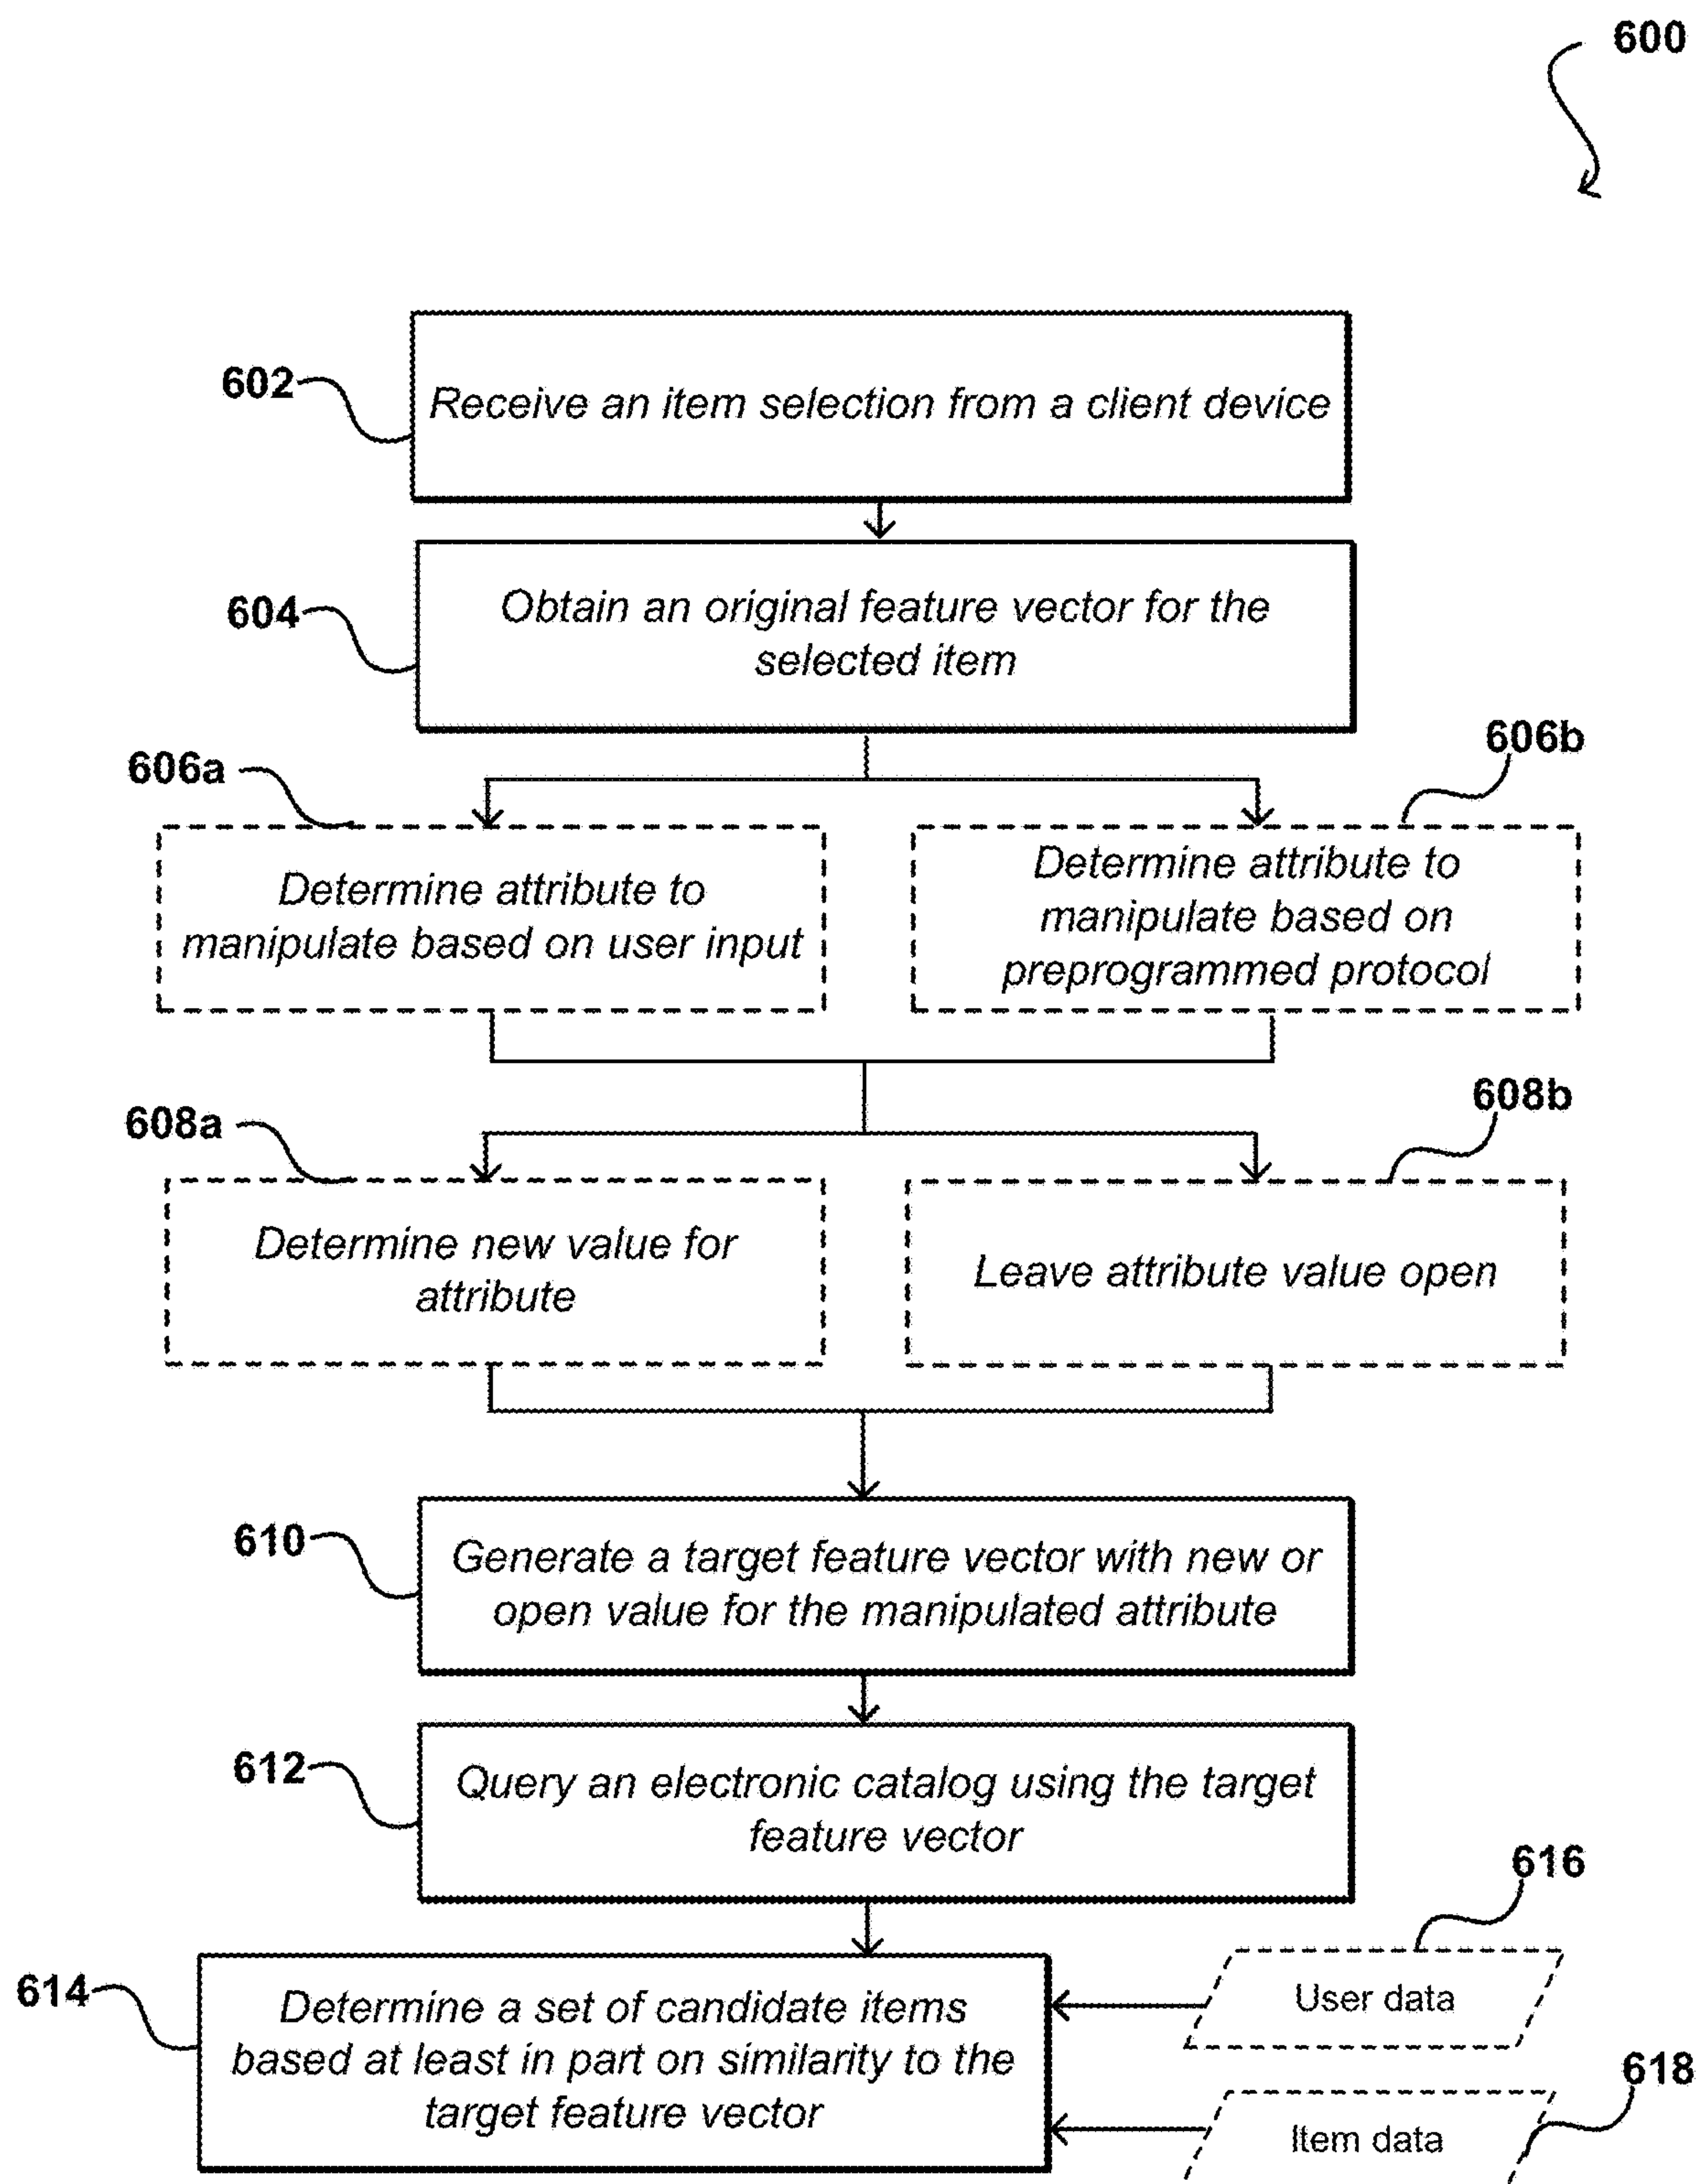 600
602
Receive an item selection from a client device
604
Obtain an original feature vector for the
selected item
606a
606b
Determine attribute to
manipulate based on user input
Determine attribute to
manipulate based on
preprogrammed protocol
608a
608b
Determine new value for
attribute
Leave attribute value open
610
Generate a target feature vector with new or
open value for the manipulated attribute
612
Query an electronic catalog using the target
feature vector
614
Determine a set of candidate items
based at least in part on similarity to the
target feature vector
616
User data
618
Item data